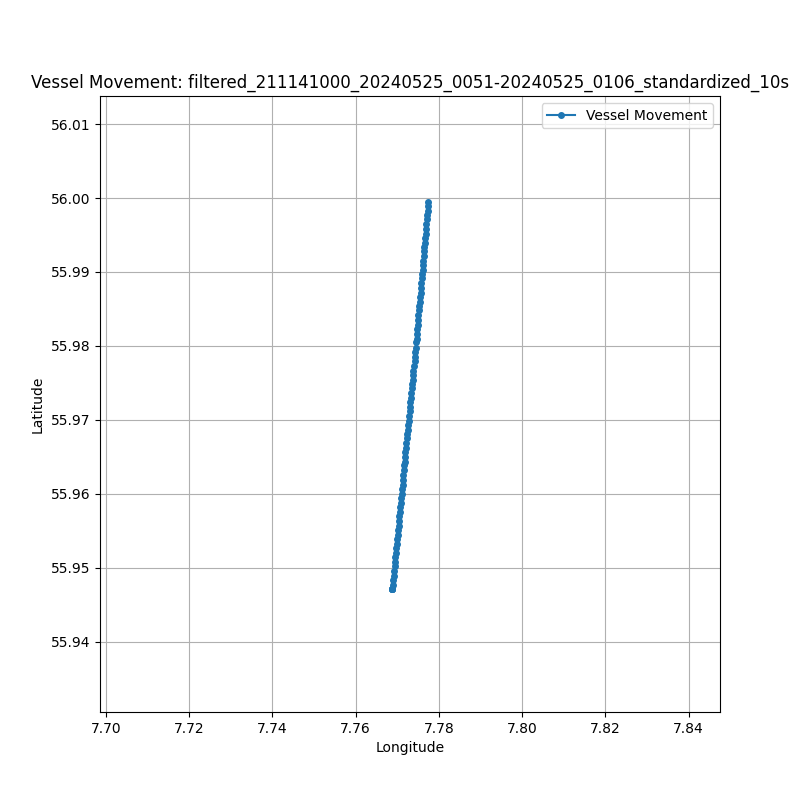 Vessel Movement: filtered_211141000_20240525_0051-20240525_0106_standardized_10s
Vessel Movement
56.01
56.00
55.99
55.98
55.97
55.96
55.95
55.94
Latitude
7.70 7.72 7.74 7.76 7.78 7.80 7.82 7.84
Longitude